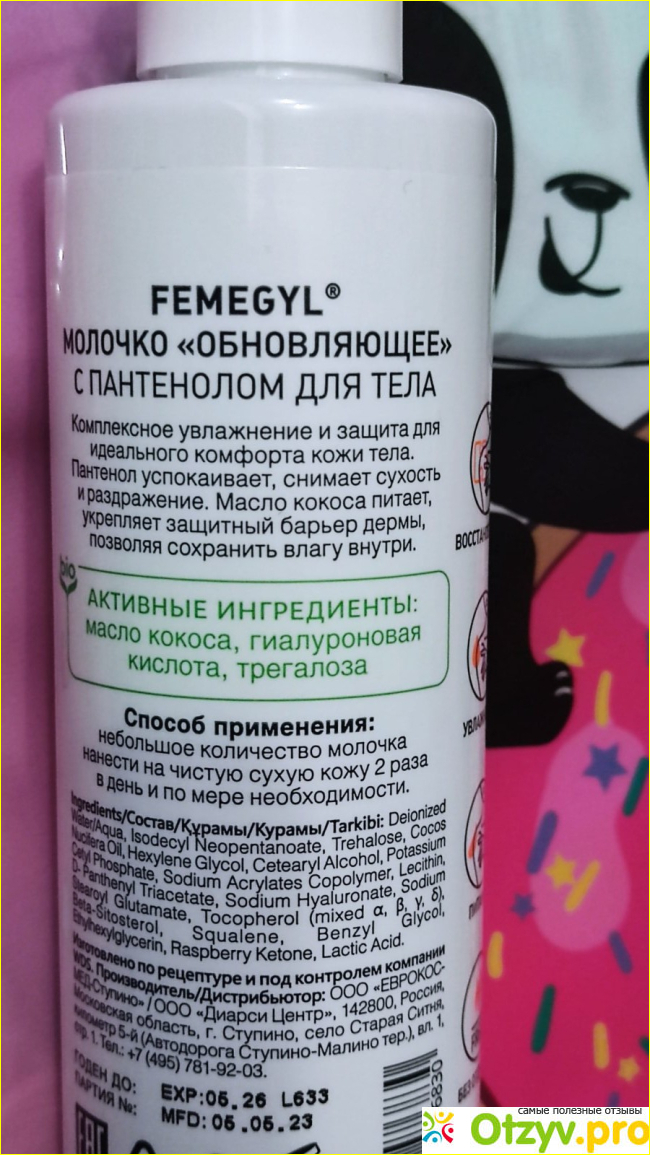 FEMEGYL®
МОЛОЧКО «ОБНОВЛЯЮЩЕЕ»
С ПАНТЕНОЛОМ ДЛЯ ТЕЛА
Комплексное увлажнение и защита для
идеального комфорта кожи тела.
Пантенол успокаивает, снимает сухость
и раздражение. Масло кокоса питает,
укрепляет защитный барьер дермы,
позволяя сохранить влагу внутри.
bio
АКТИВНЫЕ ИНГРЕДИЕНТЫ:
масло кокоса, гиалуроновая
кислота, трегалоза
Способ применения:
небольшое количество молочка
нанести на чистую сухую кожу 2 раза
в день и по мере необходимости.
Ingredients/Состав/Құрамы/Курамы/Tarkibi: Deionized
Water/Aqua, Isodecyl Neopentanoate, Trehalose, Cocos
Nucifera Oil, Hexylene Glycol, Cetearyl Alcohol, Potassium
Cetyl Phosphate, Sodium Acrylates Copolymer, Lecithin,
D-Panthenyl Triacetate, Sodium Hyaluronate, Sodium
Stearoyl Glutamate, Tocopherol (mixed α, β, γ, δ),
Beta-Sitosterol, Squalene, Benzyl Glycol,
Ethylhexylglycerin, Raspberry Ketone, Lactic Acid.
Изготовлено по рецептуре и под контролем компании
WDS. Производитель/Дистрибьютор: ООО «ЕВРОКОС-
МЕД-Ступино» / ООО «Диарси Центр», 142800, Россия,
Московская область, г. Ступино, село Старая Ситня,
километр 5-й (Автодорога Ступино-Малино тер.), вл. 1,
стр. 1. Тел.: +7 (495) 781-92-03.
ГОДЕН ДО: EXP:05.26 L633
ПАРТИЯ №: MFD:05.05.23
EAC
6830
самые полезные отзывы
Otzyv.pro